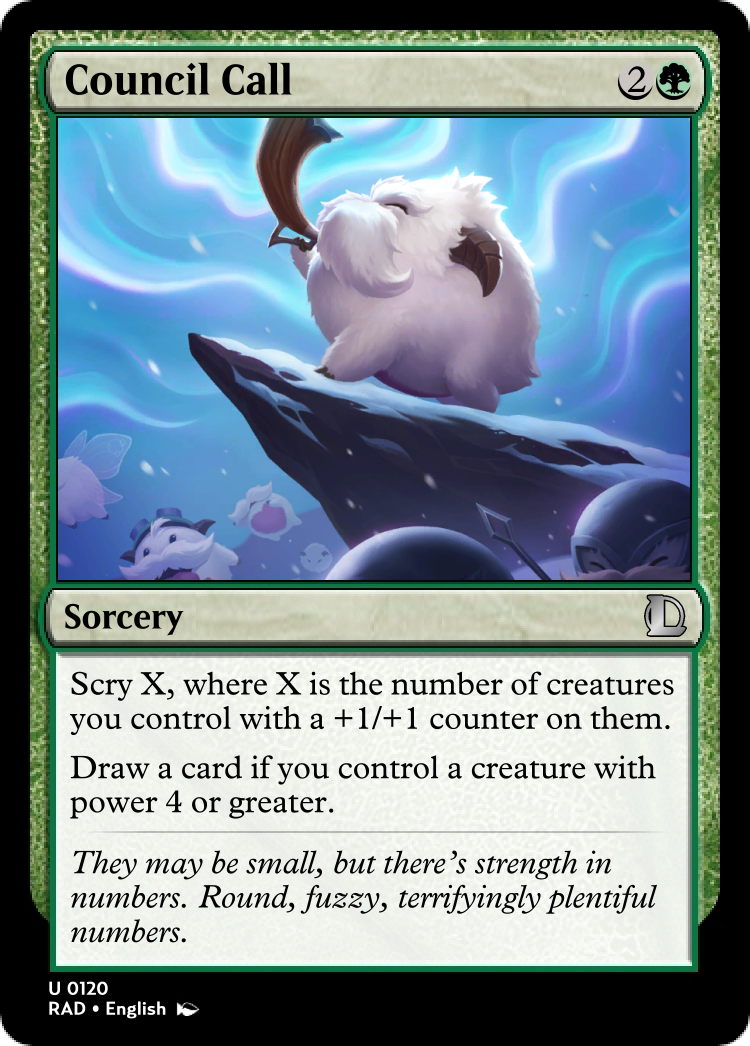 Council Call 2
Sorcery
Scry X, where X is the number of creatures
you control with a +1/+1 counter on them.
Draw a card if you control a creature with
power 4 or greater.
They may be small, but there's strength in
numbers. Round, fuzzy, terrifyingly plentiful
numbers.
U 0120
RAD • English